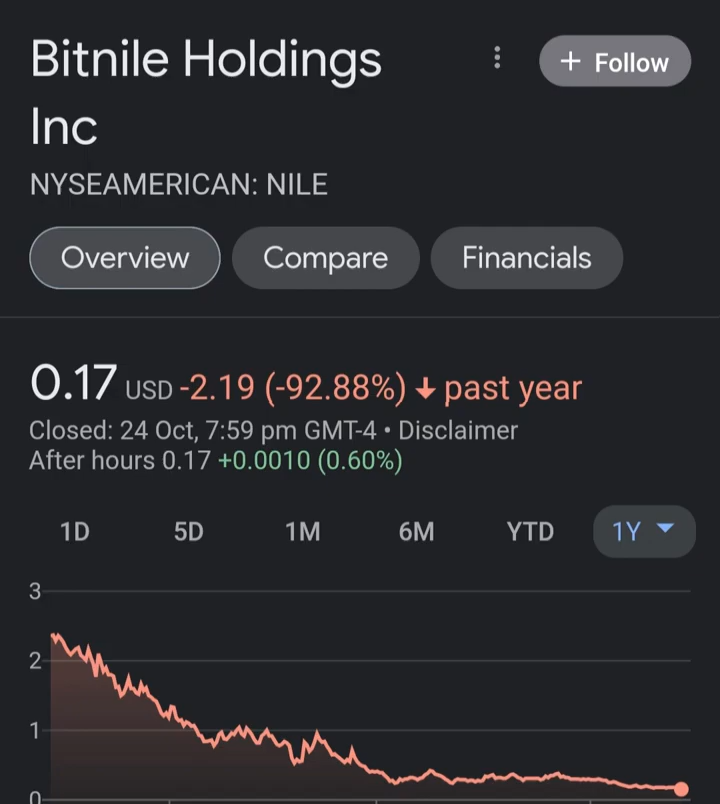 Bitnile Holdings
Inc
+ Follow
NYSEAMERICAN: NILE
Overview
Compare
Financials
0.17 USD -2.19 (-92.88%) ↓ past year
Closed: 24 Oct, 7:59 pm GMT-4 • Disclaimer
After hours 0.17 +0.0010 (0.60%)
1D 5D 1M 6M YTD 1Y
3
2
1
0